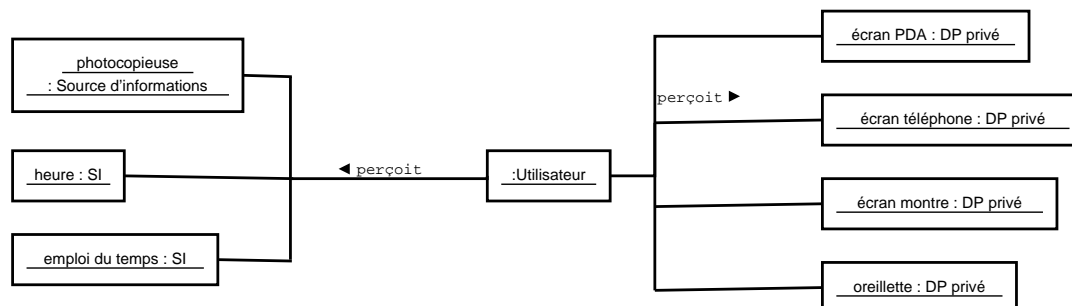 photocopieuse
: Source d'informations
heure : SI
emploi du temps : SI
◄ perçoit
:Utilisateur
perçoit ►
écran PDA : DP privé
écran téléphone : DP privé
écran montre : DP privé
oreillette : DP privé